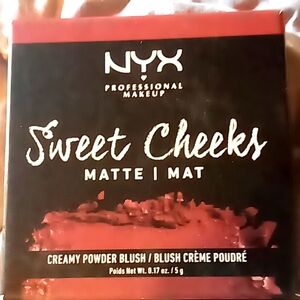 NYX
PROFESSIONAL
MAKEUP
Sweet Cheeks
MATTE | MAT
CREAMY POWDER BLUSH / BLUSH CRÈME POUDRÉ
Poids Net Wt. 0.17 oz. / 5 g